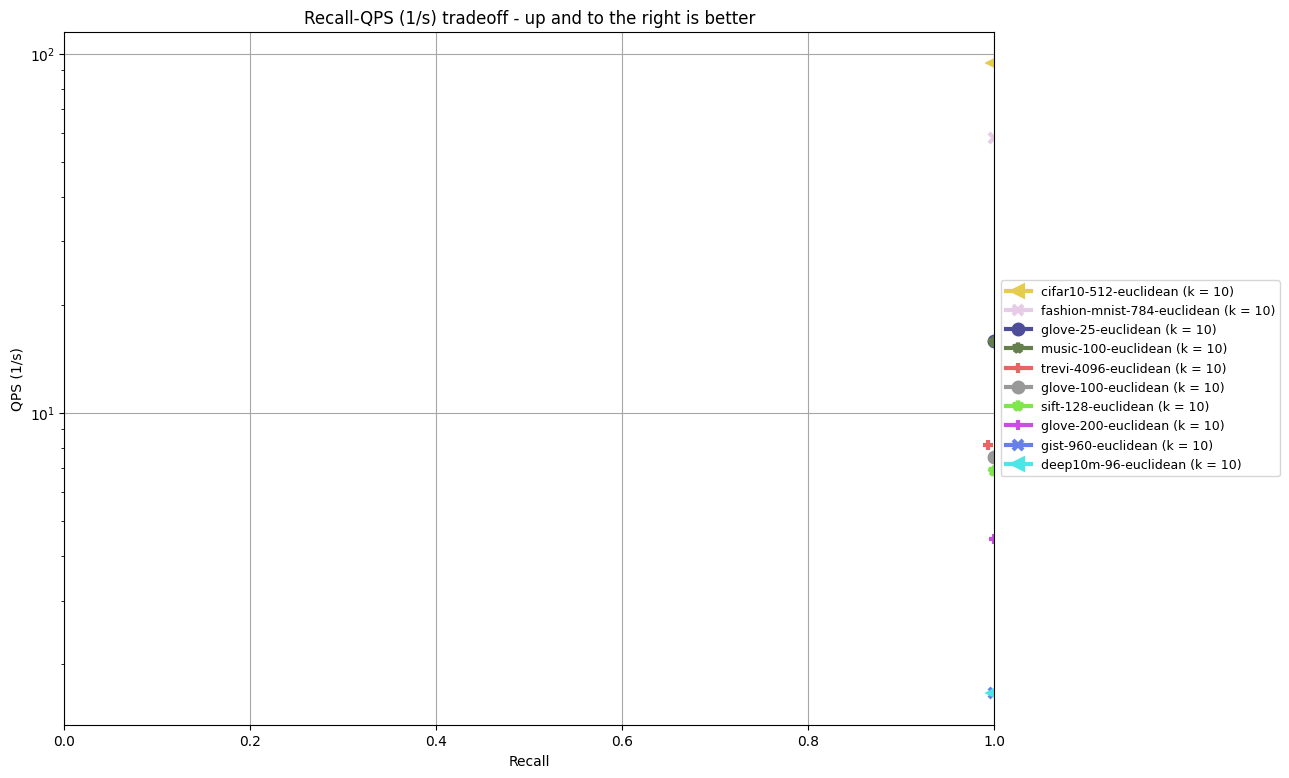 Recall-QPS (1/s) tradeoff - up and to the right is better
10²
10¹
QPS (1/s)
0.0 0.2 0.4 0.6 0.8 1.0
Recall
cifar10-512-euclidean (k = 10)
fashion-mnist-784-euclidean (k = 10)
glove-25-euclidean (k = 10)
music-100-euclidean (k = 10)
trevi-4096-euclidean (k = 10)
glove-100-euclidean (k = 10)
sift-128-euclidean (k = 10)
glove-200-euclidean (k = 10)
gist-960-euclidean (k = 10)
deep10m-96-euclidean (k = 10)